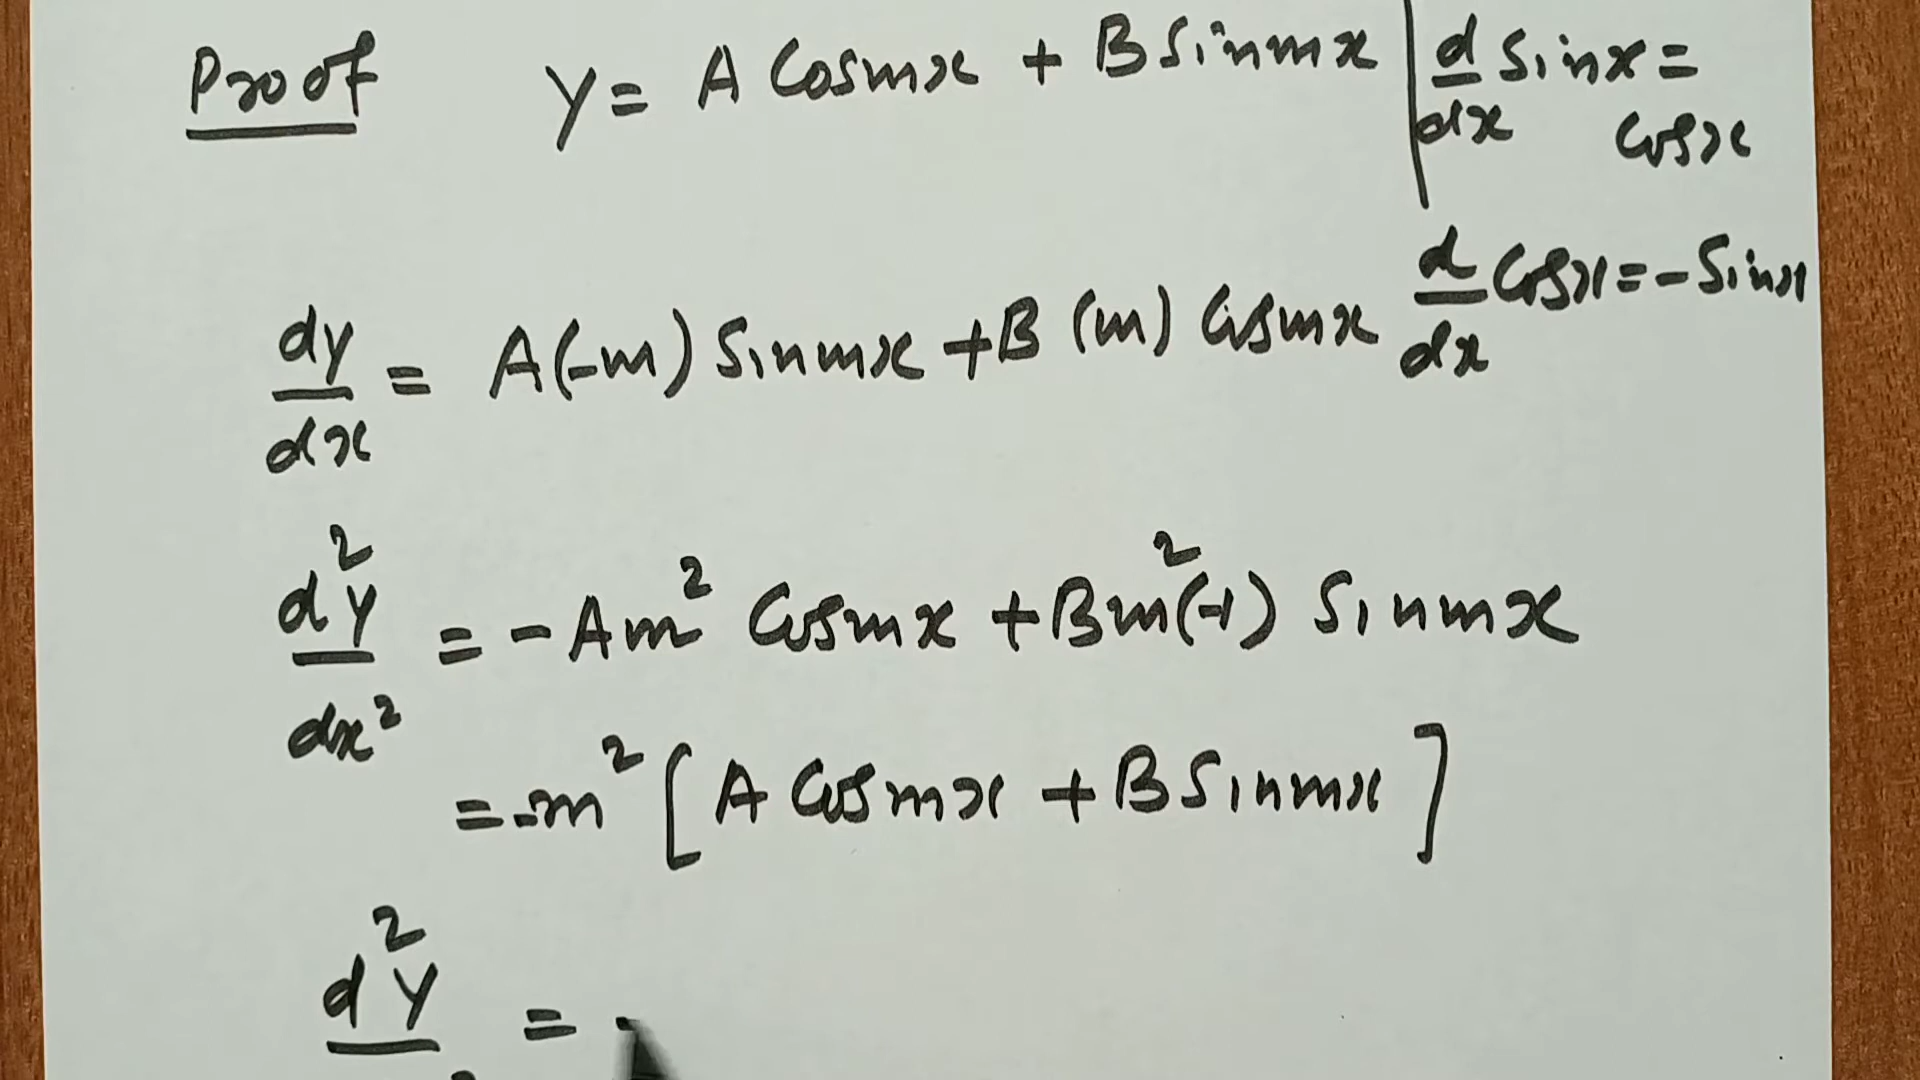 Proof y = A Cosmx + B Sinmx | d/dx Sinx = Cosx
d/dx Cosx = - Sinx
dy/dx = A(-m) Sinmx + B (m) Cosmx
d²y/dx² = - Am² Cosmx + Bm²(-1) Sinmx
= -m² [ A Cosmx + B Sinmx ]
d²y =